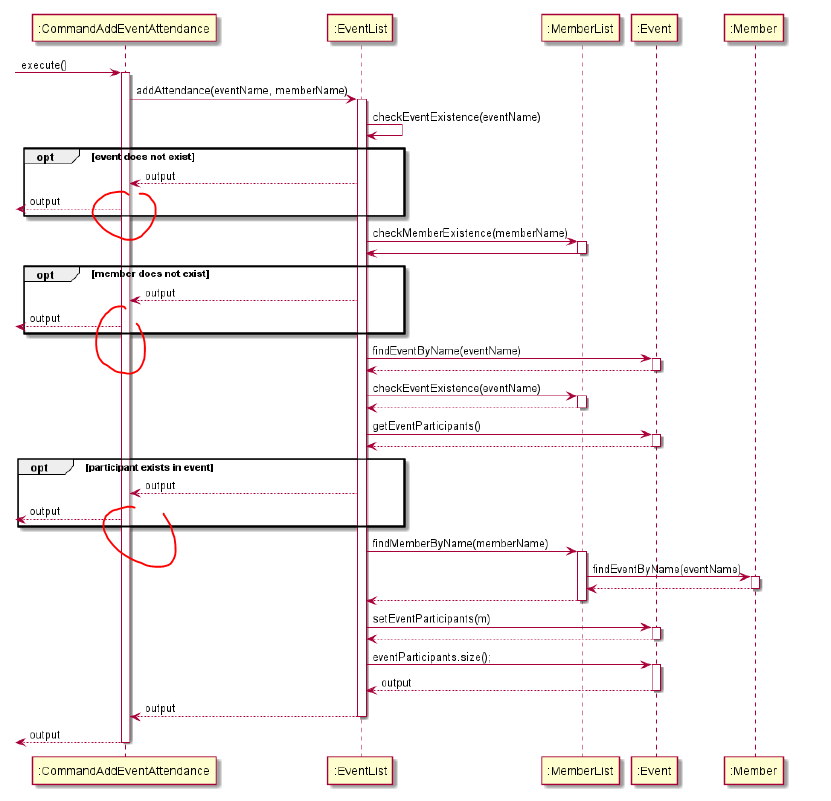 :CommandAddEventAttendance :EventList :MemberList :Event :Member
execute()
addAttendance(eventName, memberName)
checkEventExistence(eventName)
opt [event does not exist]
output
output
checkMemberExistence(memberName)
opt [member does not exist]
output
output
findEventByName(eventName)
checkEventExistence(eventName)
getEventParticipants()
opt [participant exists in event]
output
output
findMemberByName(memberName)
findEventByName(eventName)
setEventParticipants(m)
eventParticipants.size();
output
output
output
:CommandAddEventAttendance :EventList :MemberList :Event :Member